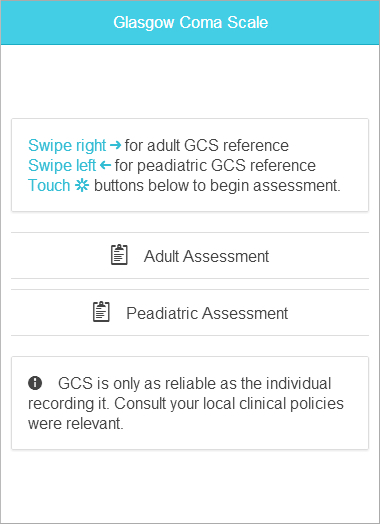 Glasgow Coma Scale
Swipe right → for adult GCS reference
Swipe left ← for peadiatric GCS reference
Touch ✲ buttons below to begin assessment.
Adult Assessment
Peadiatric Assessment
GCS is only as reliable as the individual
recording it. Consult your local clinical policies
were relevant.